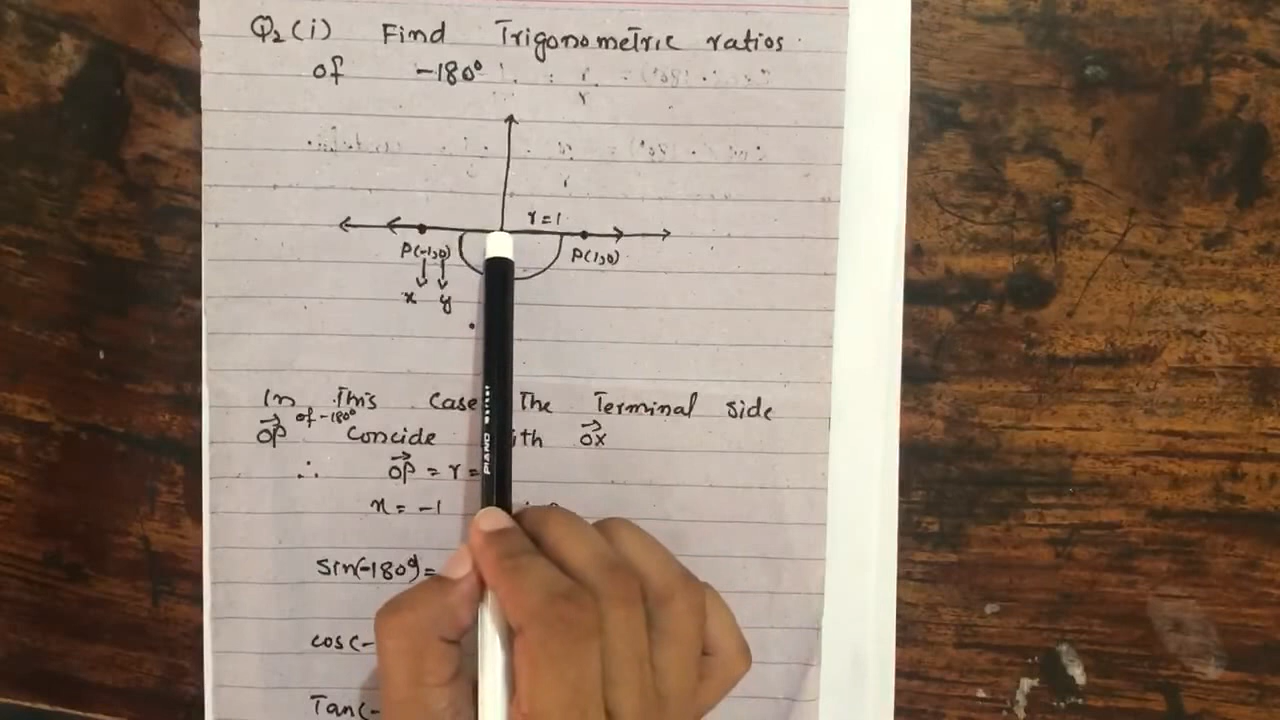 Q2(i) Find Trigonometric ratios
of -180°
r=1
P(-1,0) P(1,0)
x y
In This Case The Terminal side
of -180°
OP Concide ith OX
∴ OP = r =
x = -1
sin(-180°) =
cos(-
Tan(-
PIANO